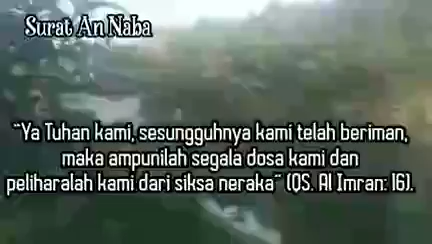 Surat An Naba
"Ya Tuhan kami, sesungguhnya kami telah beriman,
maka ampunilah segala dosa kami dan
peliharalah kami dari siksa neraka" (QS. Al Imran: 16).